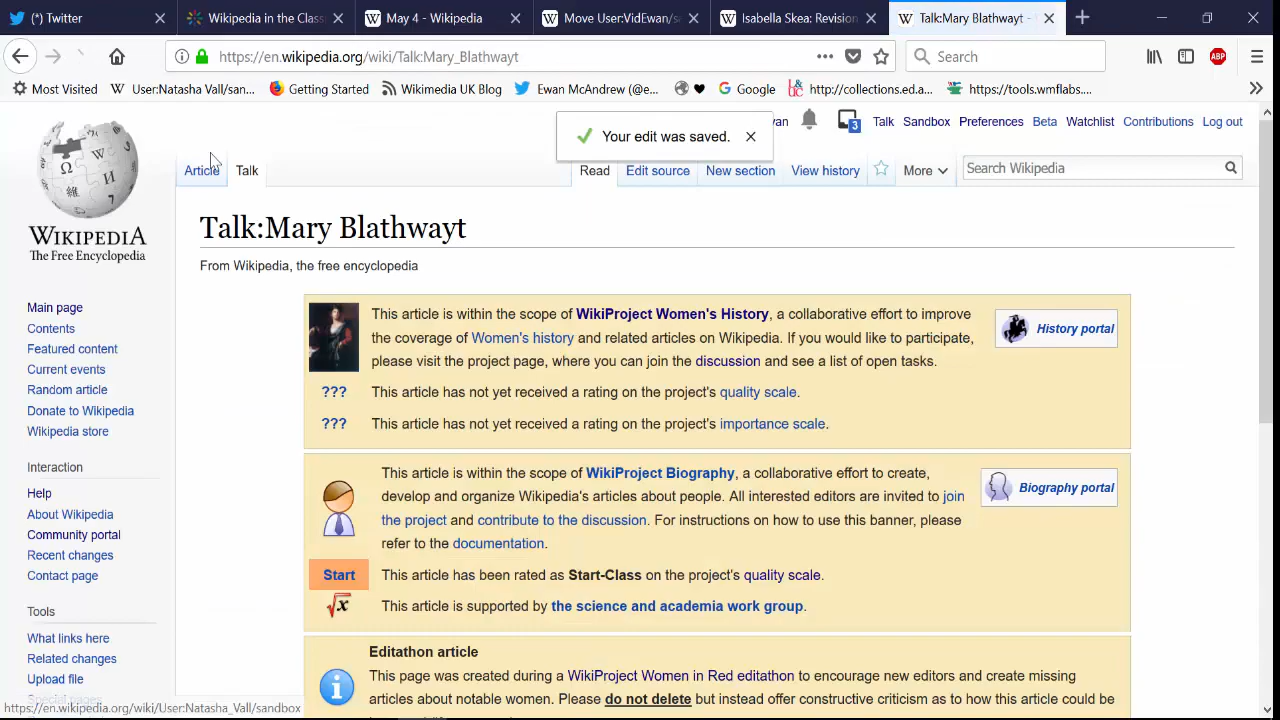 (*) Twitter
Wikipedia in the Class
May 4 - Wikipedia
Move User:VidEwan/s
Isabella Skea: Revision
Talk:Mary Blathwayt -
https://en.wikipedia.org/wiki/Talk:Mary_Blathwayt
Search
Most Visited
User:Natasha Vall/san...
Getting Started
Wikimedia UK Blog
Ewan McAndrew (@e...
Google
http://collections.ed.a...
https://tools.wmflabs....
Your edit was saved.
Talk Sandbox Preferences Beta Watchlist Contributions Log out
3
ABP
Article Talk Read Edit source New section View history More Search Wikipedia
WIKIPEDIA
The Free Encyclopedia
Talk:Mary Blathwayt
From Wikipedia, the free encyclopedia
Main page
Contents
Featured content
Current events
Random article
Donate to Wikipedia
Wikipedia store
Interaction
Help
About Wikipedia
Community portal
Recent changes
Contact page
Tools
What links here
Related changes
Upload file
Special pages
This article is within the scope of WikiProject Women's History, a collaborative effort to improve
the coverage of Women's history and related articles on Wikipedia. If you would like to participate,
please visit the project page, where you can join the discussion and see a list of open tasks.
History portal
??? This article has not yet received a rating on the project's quality scale.
??? This article has not yet received a rating on the project's importance scale.
This article is within the scope of WikiProject Biography, a collaborative effort to create,
develop and organize Wikipedia's articles about people. All interested editors are invited to join
the project and contribute to the discussion. For instructions on how to use this banner, please
refer to the documentation.
Biography portal
Start This article has been rated as Start-Class on the project's quality scale.
√x This article is supported by the science and academia work group.
Editathon article
This page was created during a WikiProject Women in Red editathon to encourage new editors and create missing
articles about notable women. Please do not delete but instead offer constructive criticism as to how this article could be
https://en.wikipedia.org/wiki/User:Natasha_Vall/sandbox